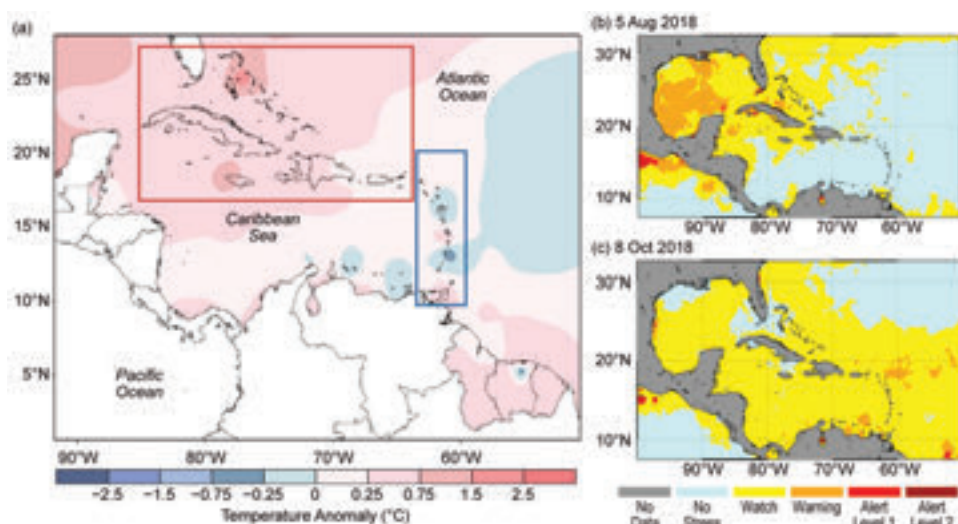 (a)
25°N
20°N
15°N
10°N
5°N
Atlantic
Ocean
Caribbean
Sea
Pacific
Ocean
90°W
80°W
70°W
60°W
−2.5
−1.5
−0.75
−0.25
0
0.25
0.75
1.5
2.5
Temperature Anomaly (°C)
(b) 5 Aug 2018
30°N
20°N
10°N
90°W
80°W
70°W
60°W
(c) 8 Oct 2018
30°N
20°N
10°N
90°W
80°W
70°W
60°W
No
Data
No
Stress
Watch
Warning
Alert
Level 1
Alert
Level 2